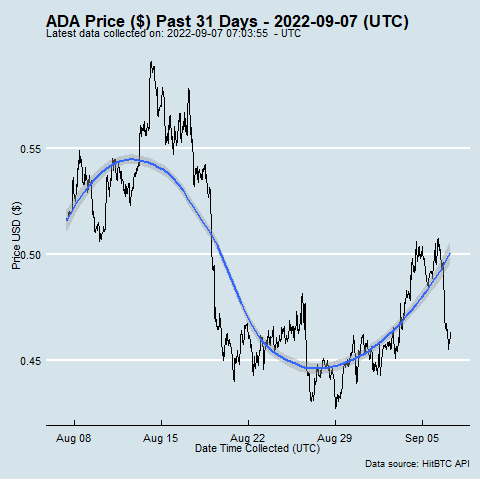 ADA Price ($) Past 31 Days - 2022-09-07 (UTC)
Latest data collected on: 2022-09-07 07:03:55 - UTC
0.55
0.50
0.45
Price USD ($)
Aug 08 Aug 15 Aug 22 Aug 29 Sep 05
Date Time Collected (UTC)
Data source: HitBTC API